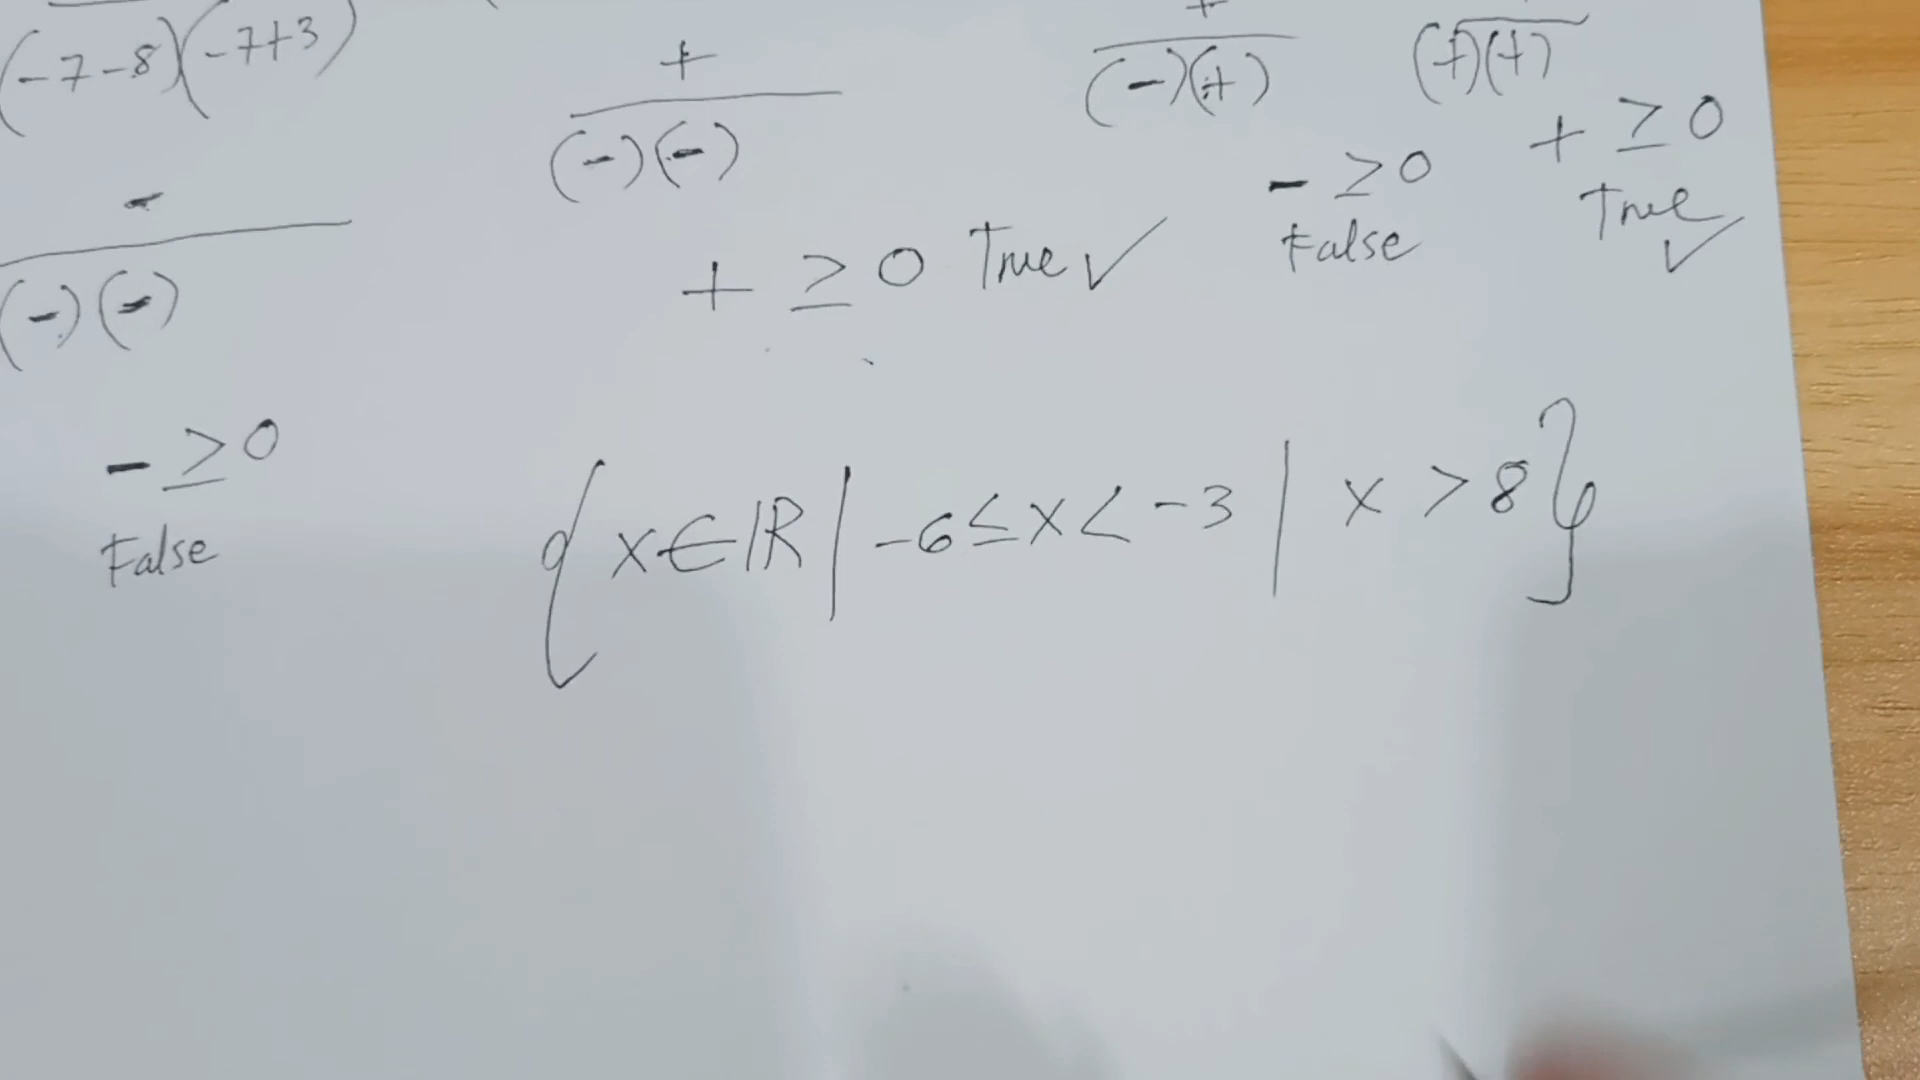 (-7-8)(-7+3)
-
(-)(-)
- ≥ 0
False
+
(-)(-)
+ ≥ 0 True ✓
+
(-)(+)
- ≥ 0
False
(+)(+)
+ ≥ 0
True
✓
{ x∈ℝ | -6 ≤ x < -3 | x > 8 }